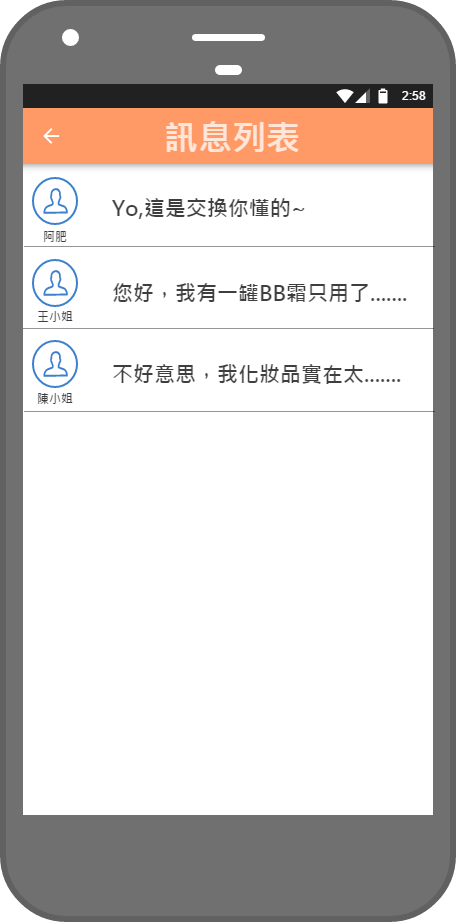 2:58
訊息列表
Yo,這是交換你懂的~
阿肥
您好，我有一罐BB霜只用了.......
王小姐
不好意思，我化妝品實在太.......
陳小姐